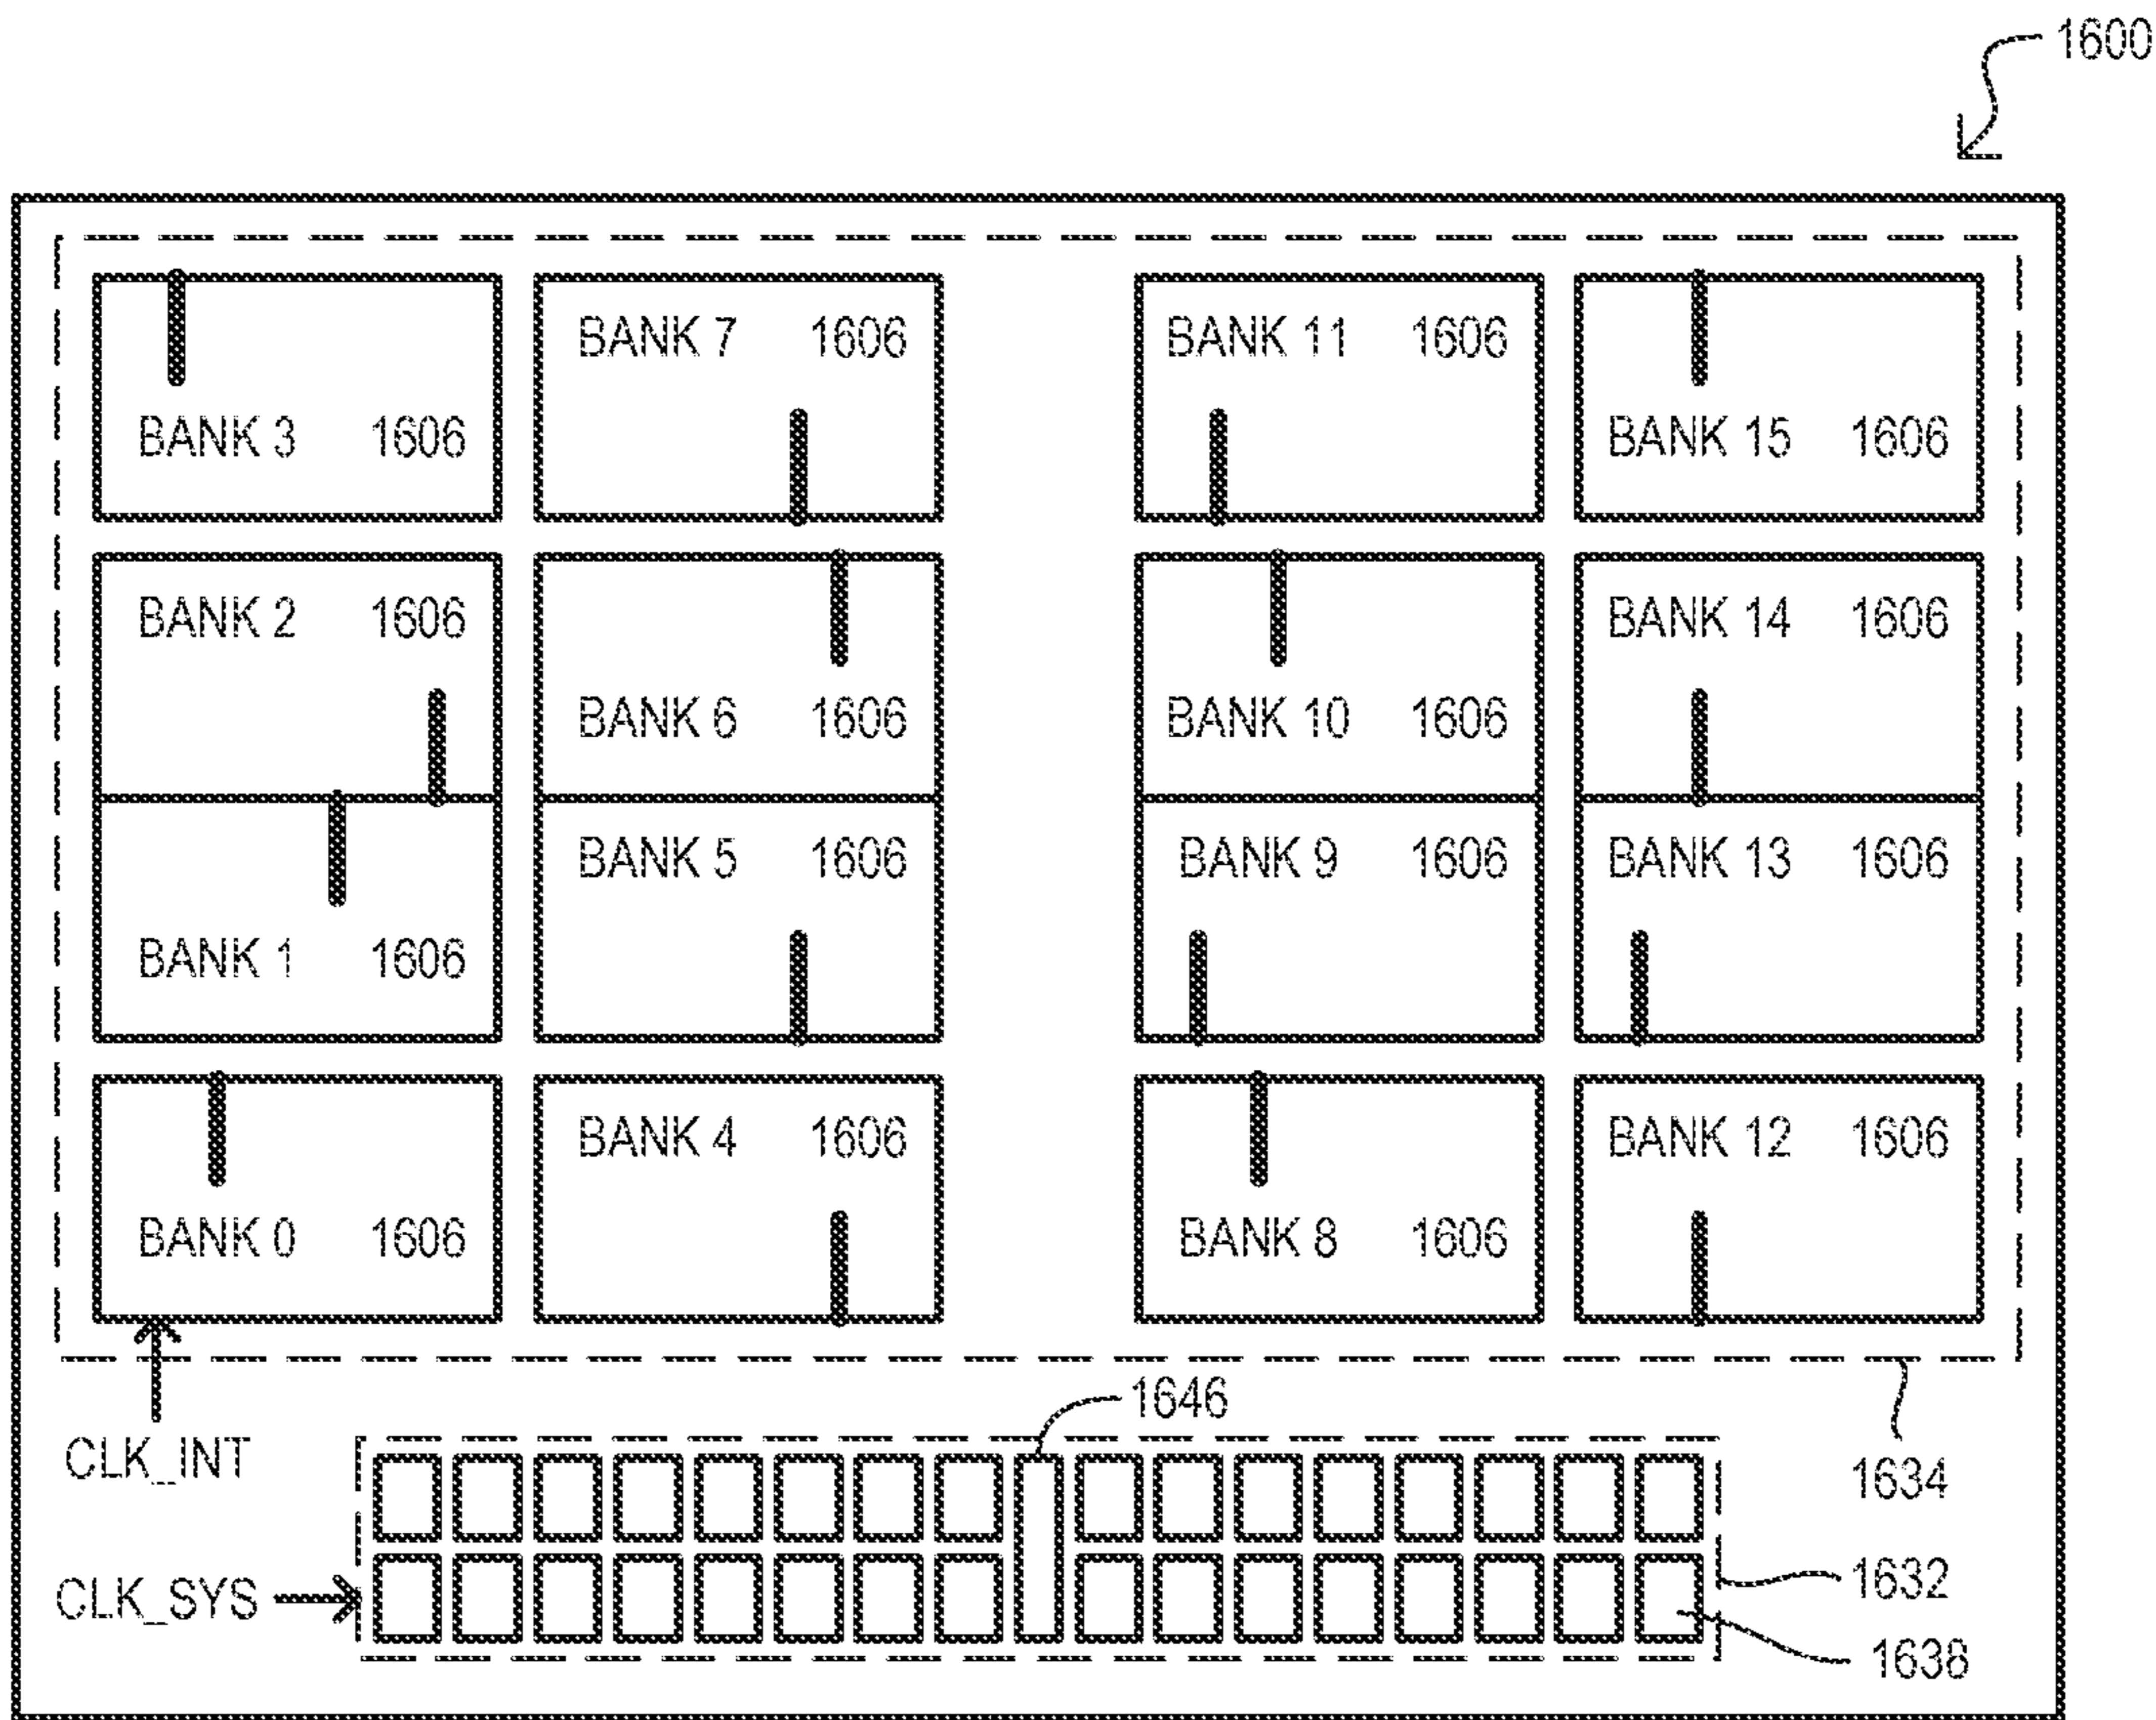 1600
BANK 7 1606
BANK 11 1606
BANK 3 1606
BANK 15 1606
BANK 2 1606
BANK 14 1606
BANK 6 1606
BANK 10 1606
BANK 5 1606
BANK 9 1606
BANK 13 1606
BANK 1 1606
BANK 4 1606
BANK 12 1606
BANK 0 1606
BANK 8 1606
1646
CLK_INT
1634
CLK_SYS
1632
1638